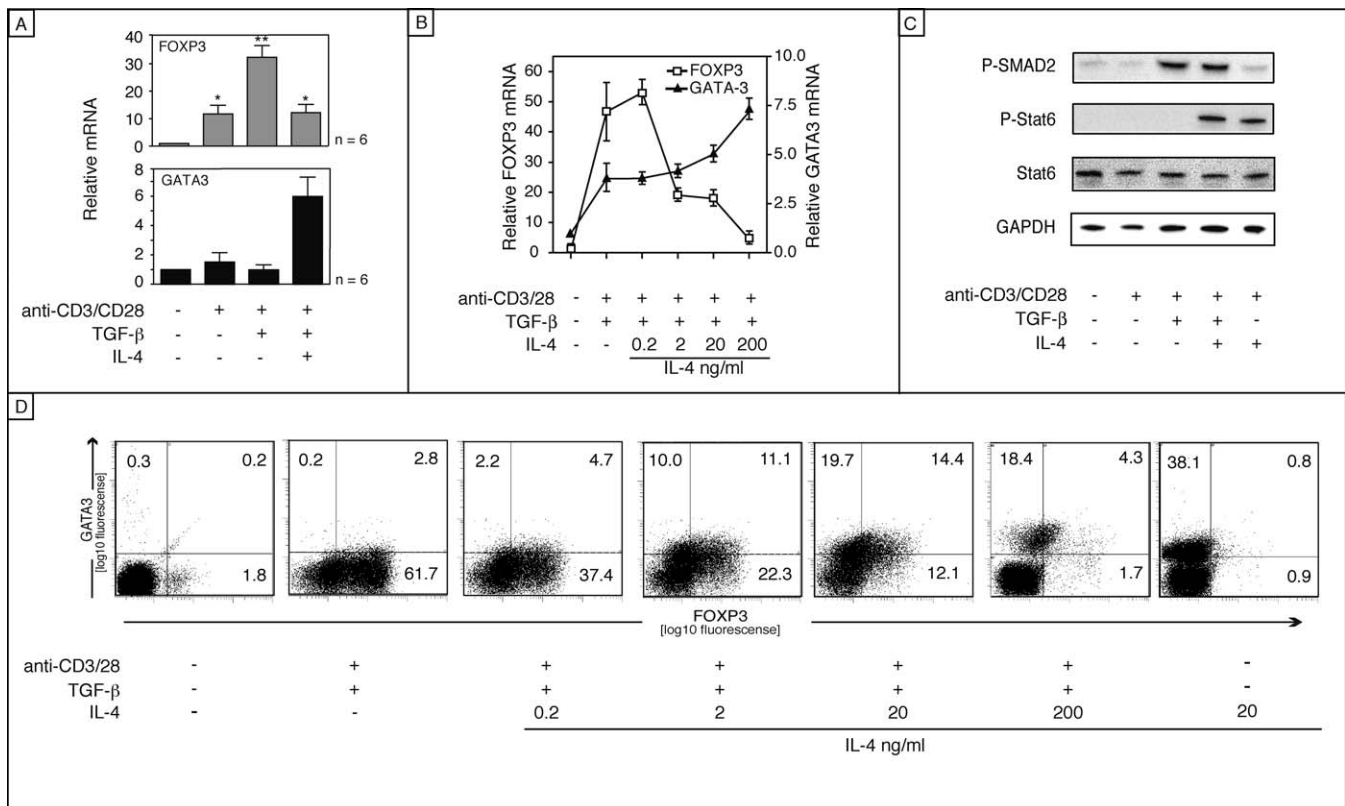 A
FOXP3
**
*
*
40
30
20
10
0
n = 6
Relative mRNA
GATA3
8
6
4
2
0
n = 6
anti-CD3/CD28 - + + +
TGF-β - - + +
IL-4 - - - +
B
FOXP3
GATA-3
60
50
40
30
20
10
0
Relative FOXP3 mRNA
10.0
7.5
5.0
2.5
0.0
Relative GATA3 mRNA
anti-CD3/28 - + + + + +
TGF-β - + + + + +
IL-4 - - 0.2 2 20 200
IL-4 ng/ml
C
P-SMAD2
P-Stat6
Stat6
GAPDH
anti-CD3/CD28 - + + + +
TGF-β - - + + -
IL-4 - - - + +
D
GATA3
[log10 fluorescense]
0.3 0.2 0.2 2.8 2.2 4.7 10.0 11.1 19.7 14.4 18.4 4.3 38.1 0.8
1.8 61.7 37.4 22.3 12.1 1.7 0.9
FOXP3
[log10 fluorescense]
anti-CD3/28 - + + + + + -
TGF-β - + + + + + -
IL-4 - - 0.2 2 20 200 20
IL-4 ng/ml